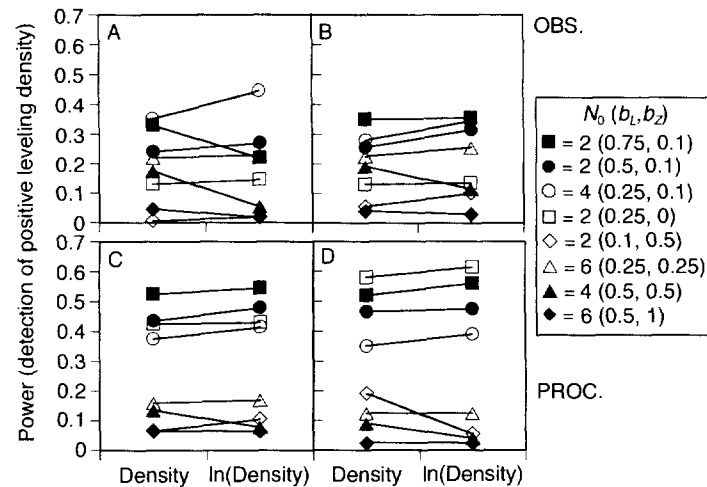 0.7
A
B
OBS.
0.6
0.5
0.4
0.3
0.2
0.1
0
0.7
C
D
0.6
0.5
0.4
0.3
0.2
0.1
0
PROC.
Power (detection of positive leveling density)
Density ln(Density) Density ln(Density)
N₀ (b_L,b_Z)
■ = 2 (0.75, 0.1)
● = 2 (0.5, 0.1)
○ = 4 (0.25, 0.1)
□ = 2 (0.25, 0)
◇ = 2 (0.1, 0.5)
△ = 6 (0.25, 0.25)
▲ = 4 (0.5, 0.5)
◆ = 6 (0.5, 1)